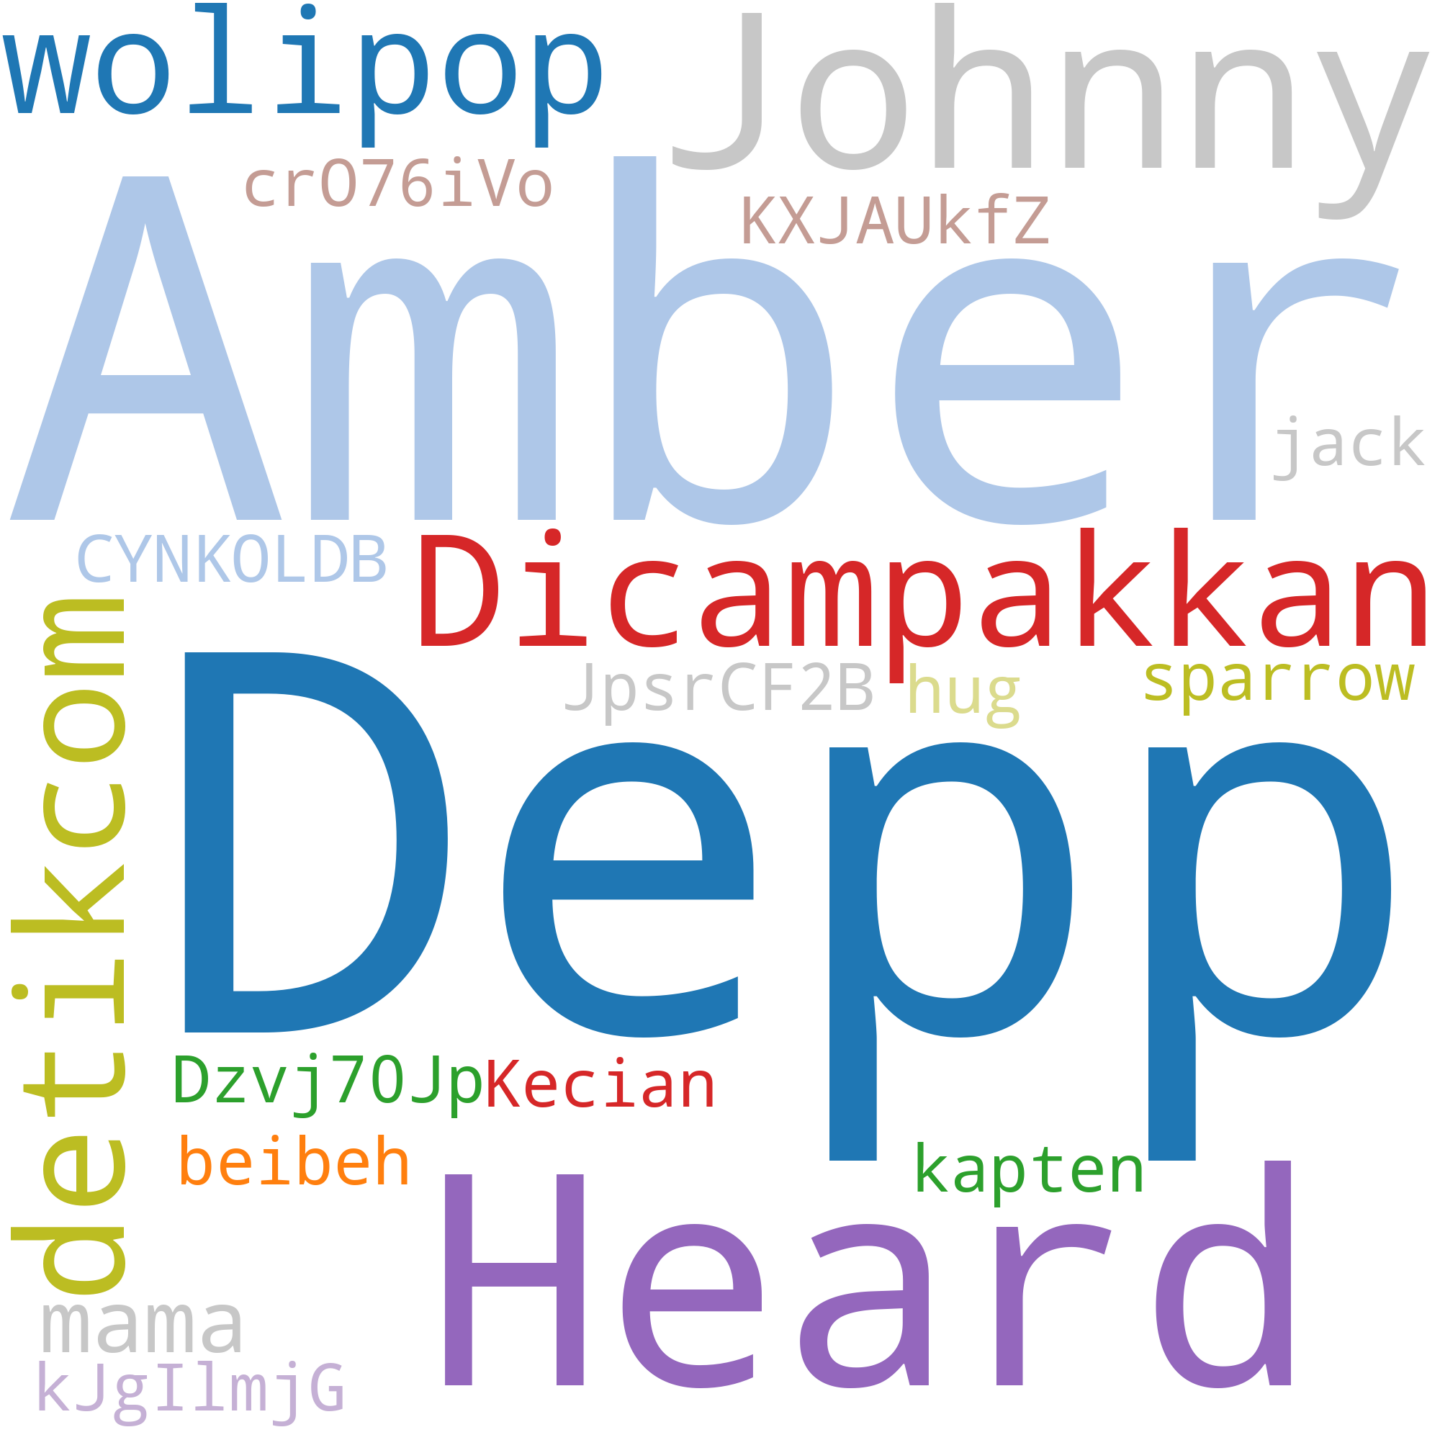 wolipop
Johnny
crO76iVo
KXJAUkfZ
Amber
jack
CYNKOLDB
Dicampakkan
detikcom
JpsrCF2B
hug
sparrow
Depp
Dzvj7OJp
Kecian
beibeh
kapten
Heard
mama
kJgIlmjG